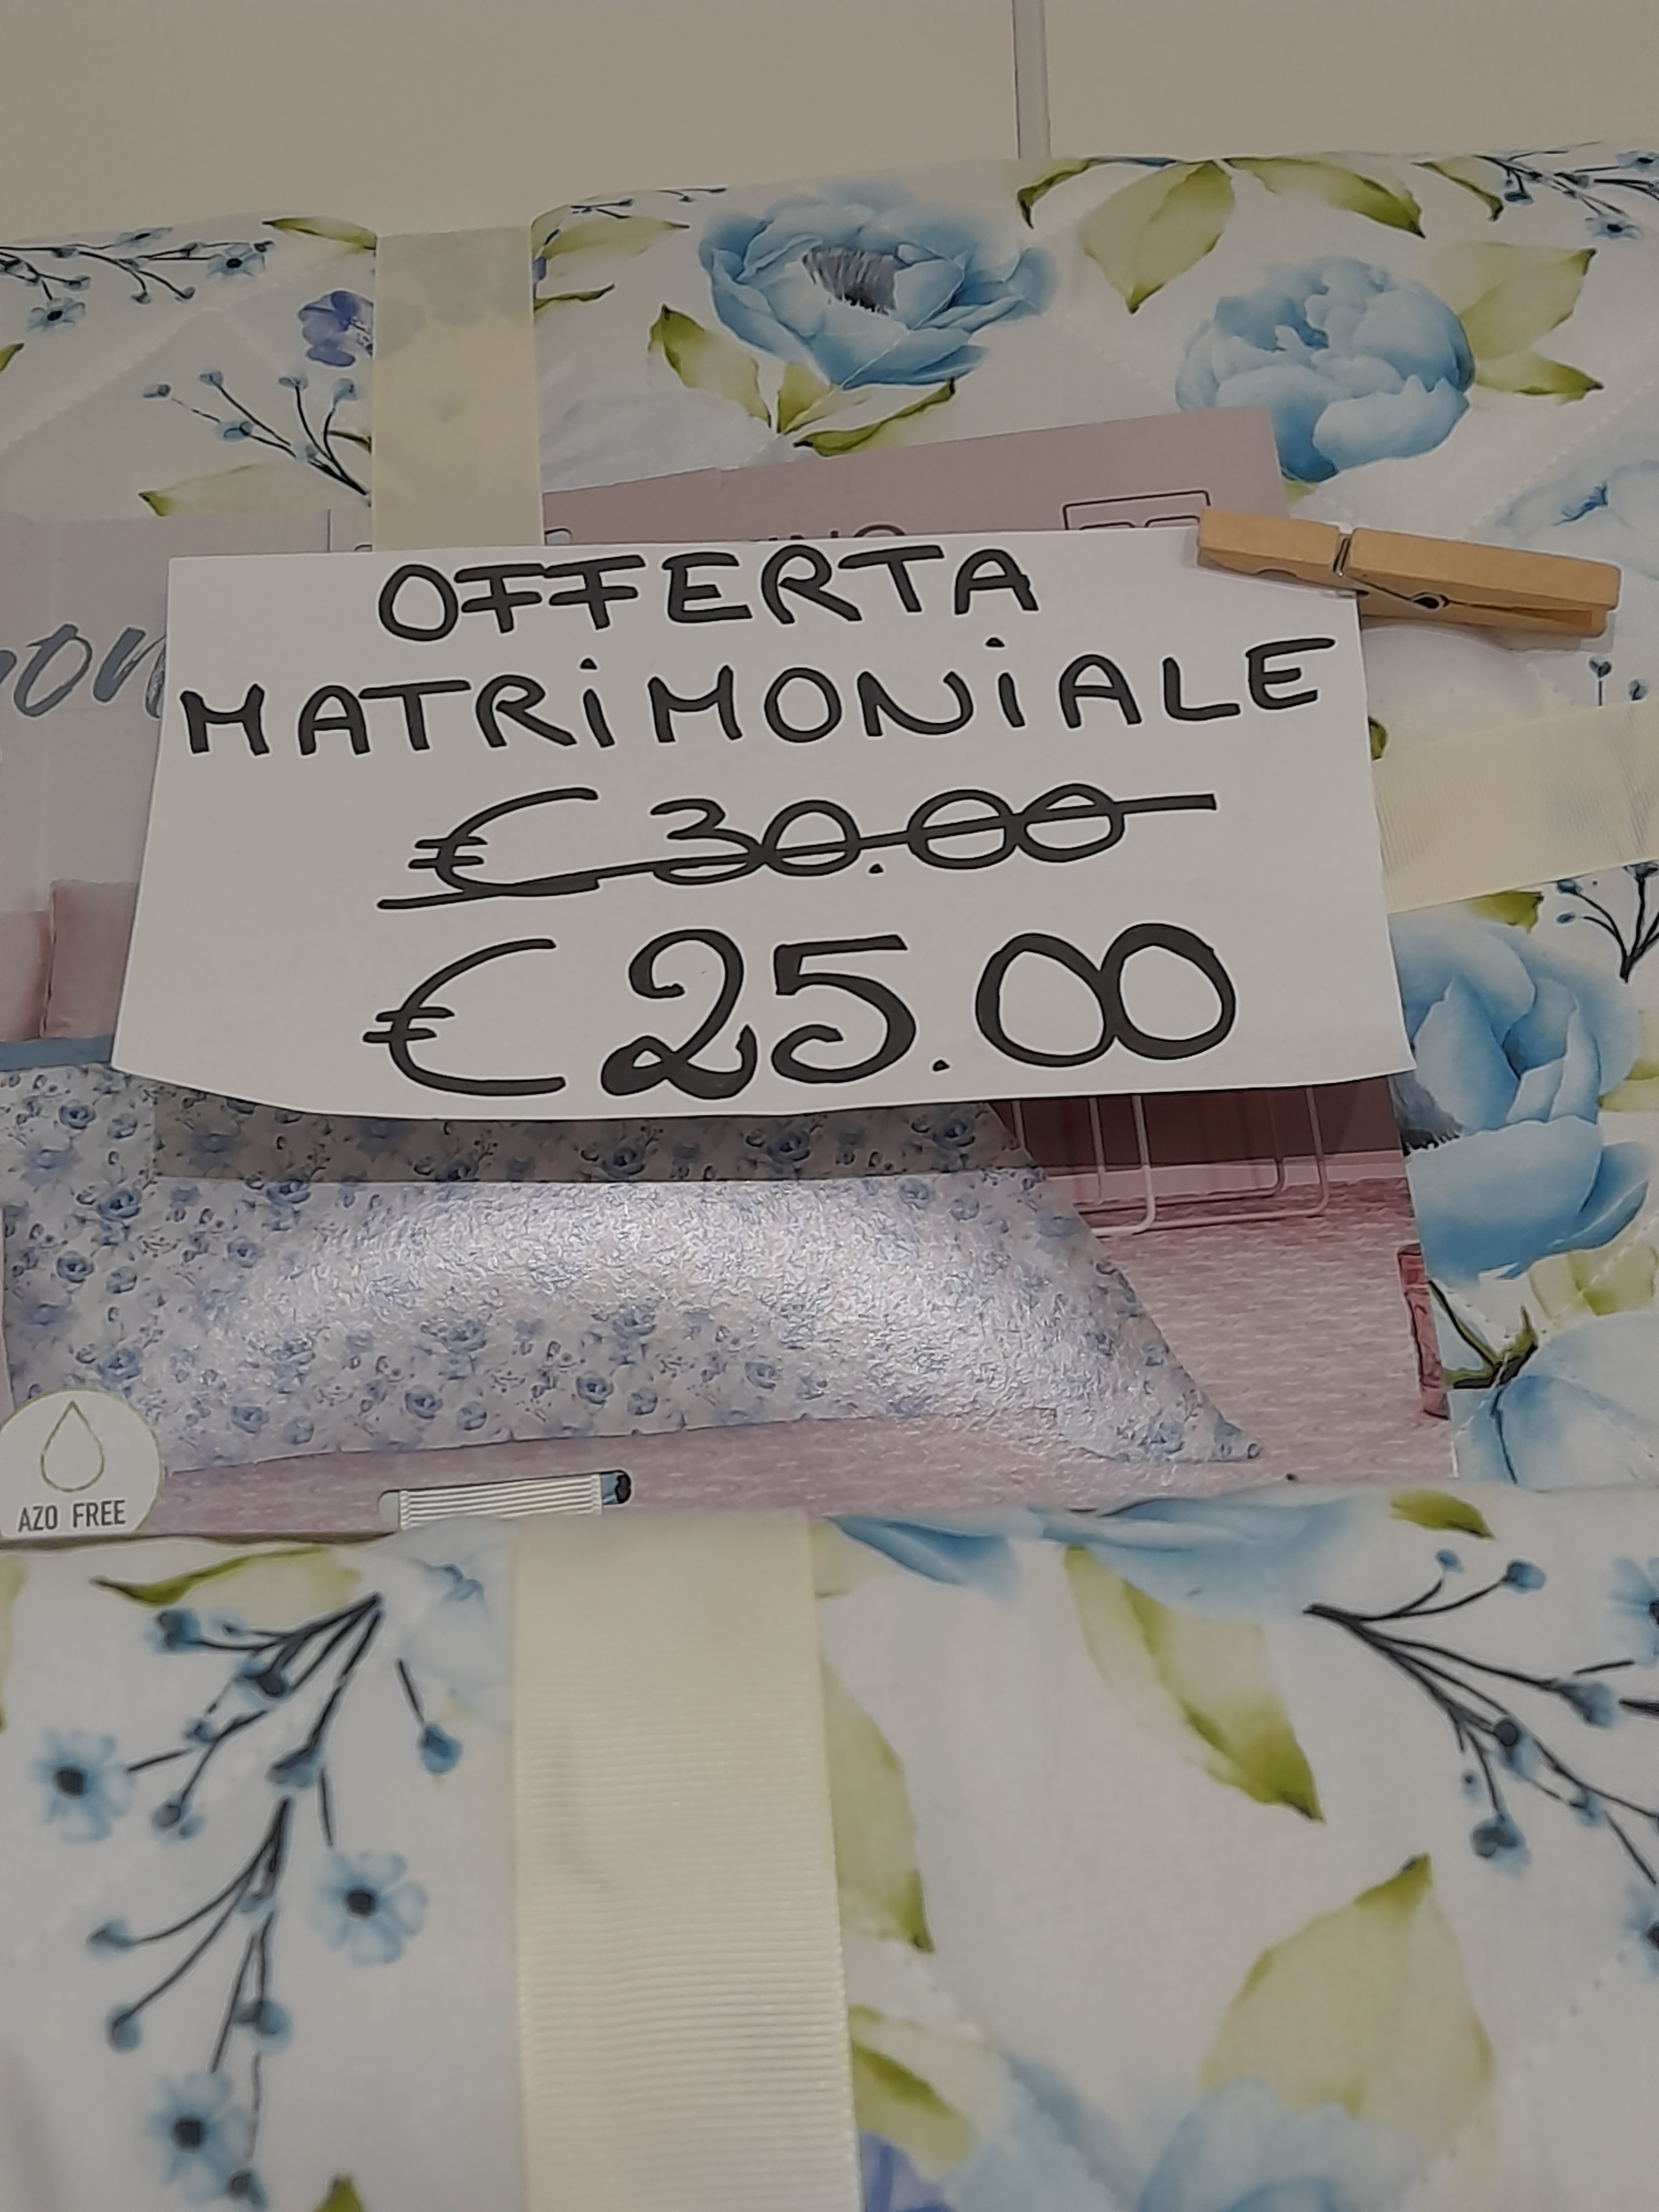 OFFERTA
MATRIMONIALE
€ 30.00
€ 25.00
AZO FREE